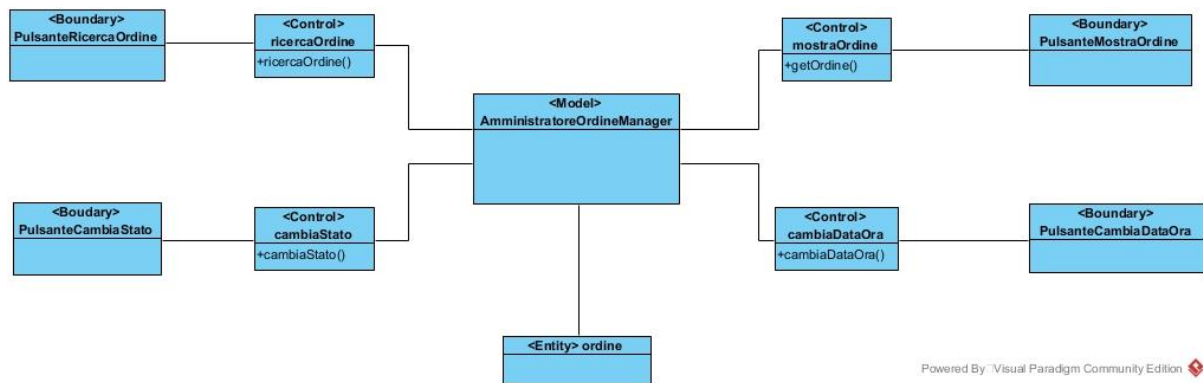 <Boundary>
PulsanteRicercaOrdine
<Control>
ricercaOrdine
+ricercaOrdine()
<Control>
mostraOrdine
+getOrdine()
<Boundary>
PulsanteMostraOrdine
<Model>
AmministratoreOrdineManager
<Boudary>
PulsanteCambiaStato
<Control>
cambiaStato
+cambiaStato()
<Control>
cambiaDataOra
+cambiaDataOra()
<Boundary>
PulsanteCambiaDataOra
<Entity> ordine
Powered By Visual Paradigm Community Edition